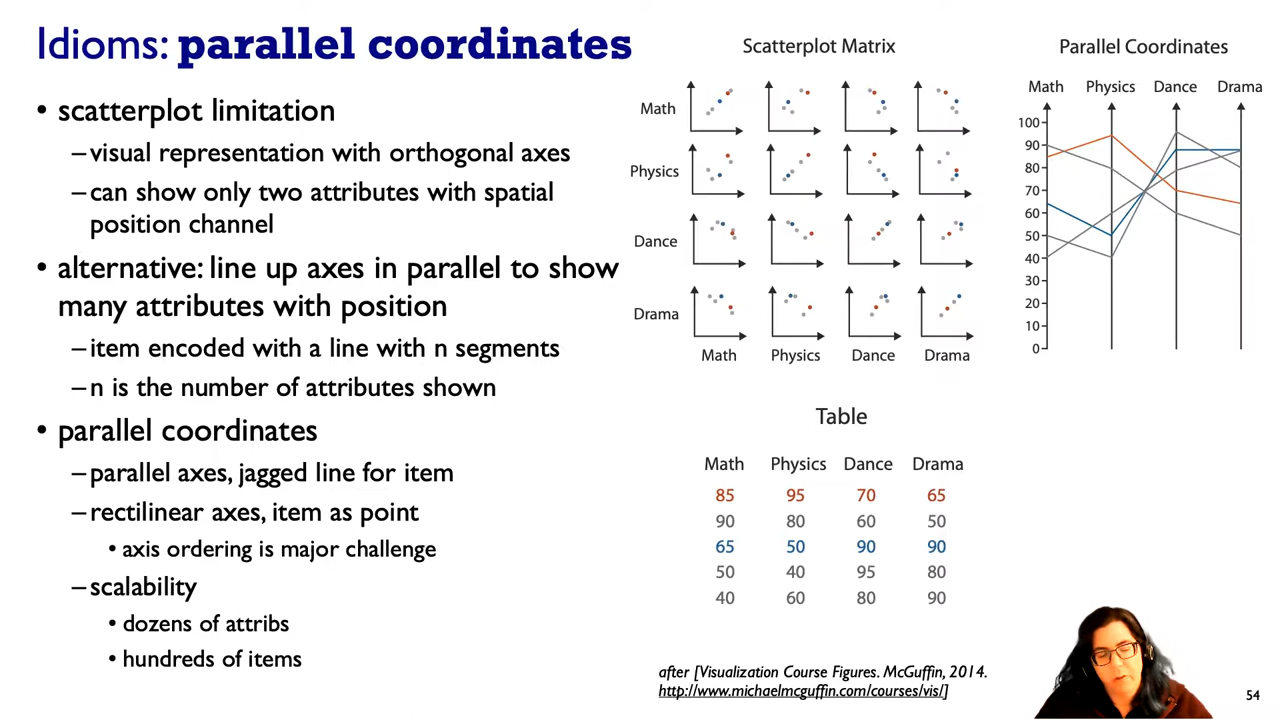 Idioms: parallel coordinates
• scatterplot limitation
–visual representation with orthogonal axes
–can show only two attributes with spatial
position channel
• alternative: line up axes in parallel to show
many attributes with position
–item encoded with a line with n segments
–n is the number of attributes shown
• parallel coordinates
–parallel axes, jagged line for item
–rectilinear axes, item as point
• axis ordering is major challenge
–scalability
• dozens of attribs
• hundreds of items
Scatterplot Matrix
Math
Physics
Dance
Drama
Math Physics Dance Drama
Parallel Coordinates
Math Physics Dance Drama
100
90
80
70
60
50
40
30
20
10
0
Table
Math Physics Dance Drama
85 95 70 65
90 80 60 50
65 50 90 90
50 40 95 80
40 60 80 90
after [Visualization Course Figures. McGuffin, 2014.
http://www.michaelmcguffin.com/courses/vis/]
54